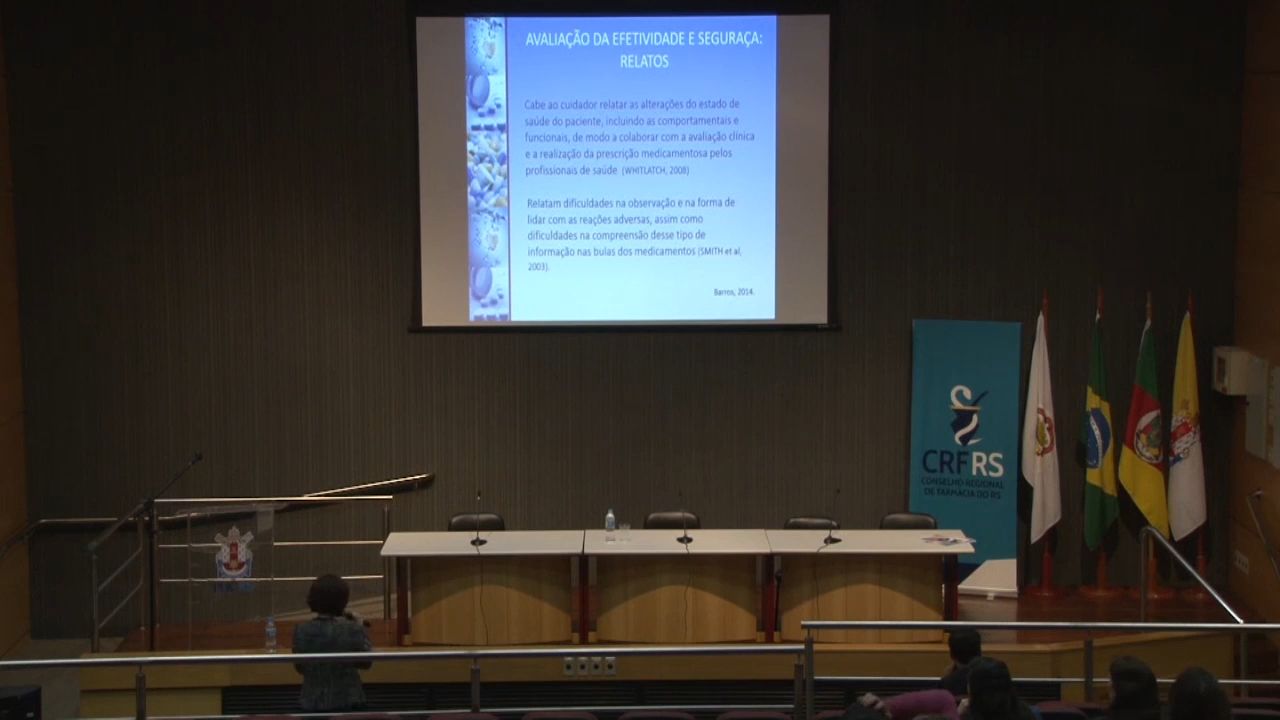 AVALIAÇÃO DA EFETIVIDADE E SEGURAÇA:
RELATOS
Cabe ao cuidador relatar as alterações do estado de
saúde do paciente, incluindo as comportamentais e
funcionais, de modo a colaborar com a avaliação clínica
e a realização da prescrição medicamentosa pelos
profissionais de saúde (WHITLATCH, 2008)
Relatam dificuldades na observação e na forma de
lidar com as reações adversas, assim como
dificuldades na compreensão desse tipo de
informação nas bulas dos medicamentos (SMITH et al,
2003).
Barros, 2014.
CRFRS
CONSELHO REGIONAL
DE FARMÁCIA DO RS